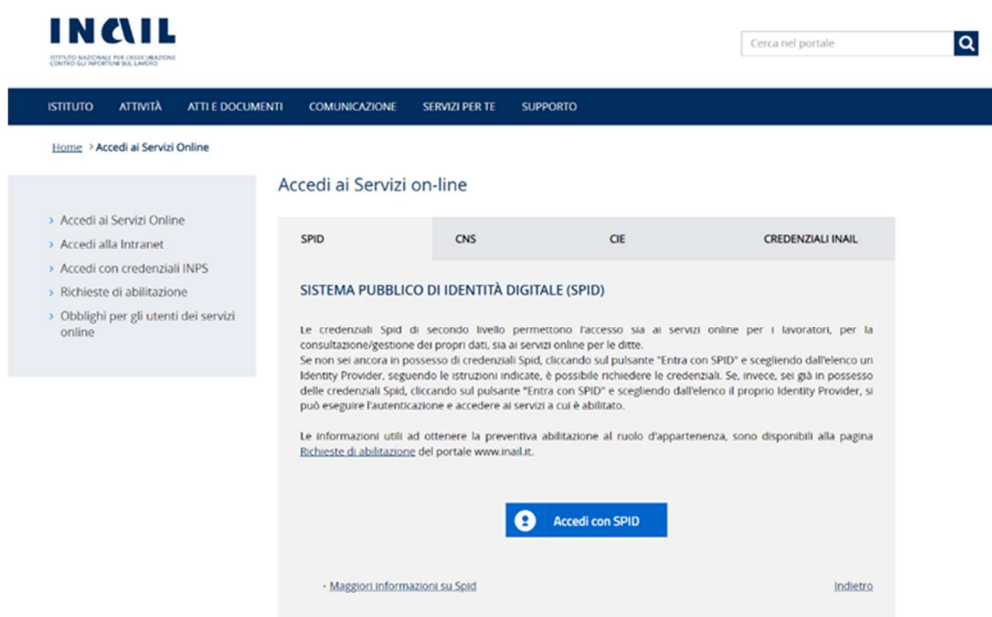 INAIL
ISTITUTO NAZIONALE PER L'ASSICURAZIONE
CONTRO GLI INFORTUNI SUL LAVORO
Cerca nel portale
ISTITUTO ATTIVITÀ ATTI E DOCUMENTI COMUNICAZIONE SERVIZI PER TE SUPPORTO
Home > Accedi ai Servizi Online
› Accedi ai Servizi Online
› Accedi alla Intranet
› Accedi con credenziali INPS
› Richieste di abilitazione
› Obblighi per gli utenti dei servizi
online
Accedi ai Servizi on-line
SPID CNS CIE CREDENZIALI INAIL
SISTEMA PUBBLICO DI IDENTITÀ DIGITALE (SPID)
Le credenziali Spid di secondo livello permettono l'accesso sia ai servizi online per i lavoratori, per la
consultazione/gestione dei propri dati, sia ai servizi online per le ditte.
Se non sei ancora in possesso di credenziali Spid, cliccando sul pulsante "Entra con SPID" e scegliendo dall'elenco un
Identity Provider, seguendo le istruzioni indicate, è possibile richiedere le credenziali. Se, invece, sei già in possesso
delle credenziali Spid, cliccando sul pulsante "Entra con SPID" e scegliendo dall'elenco il proprio Identity Provider, si
può eseguire l'autenticazione e accedere ai servizi a cui è abilitato.
Le informazioni utili ad ottenere la preventiva abilitazione al ruolo d'appartenenza, sono disponibili alla pagina
Richieste di abilitazione del portale www.inail.it.
Accedi con SPID
· Maggiori informazioni su Spid
Indietro